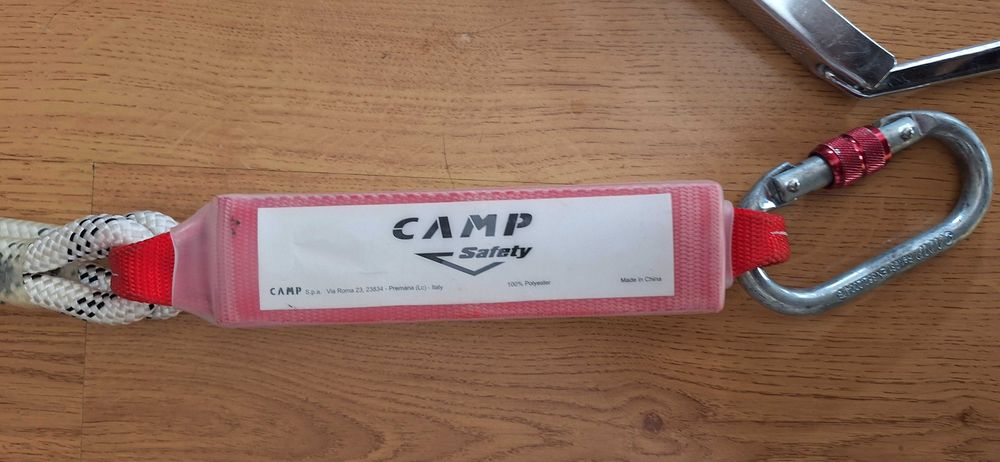 CAMP
Safety
CAMP S.p.a. Via Roma 23, 23834 - Premana (Lc) - Italy 100% Polyester Made in China